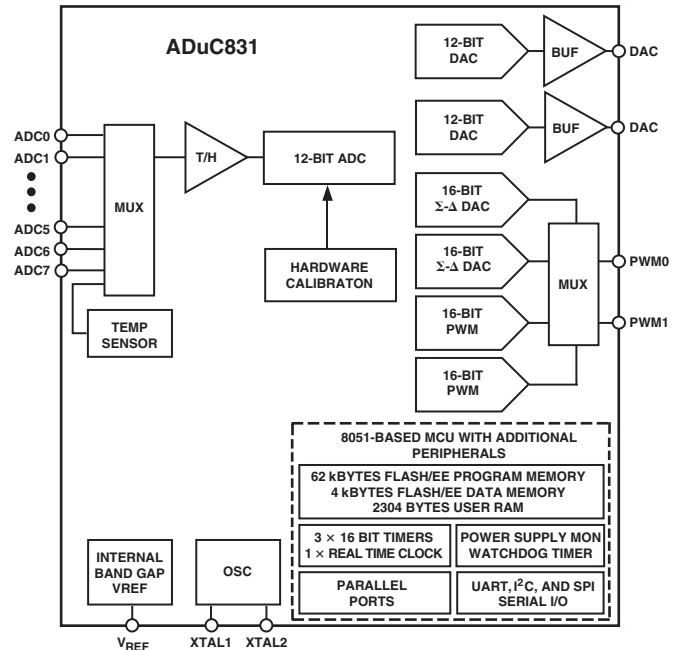 ADuC831
12-BIT
DAC
BUF
DAC
12-BIT
DAC
BUF
DAC
ADC0
ADC1
ADC5
ADC6
ADC7
MUX
T/H
12-BIT ADC
HARDWARE
CALIBRATON
TEMP
SENSOR
16-BIT
Σ-Δ DAC
16-BIT
Σ-Δ DAC
16-BIT
PWM
16-BIT
PWM
MUX
PWM0
PWM1
8051-BASED MCU WITH ADDITIONAL
PERIPHERALS
62 kBYTES FLASH/EE PROGRAM MEMORY
4 kBYTES FLASH/EE DATA MEMORY
2304 BYTES USER RAM
3 × 16 BIT TIMERS
1 × REAL TIME CLOCK
POWER SUPPLY MON
WATCHDOG TIMER
PARALLEL
PORTS
UART, I²C, AND SPI
SERIAL I/O
INTERNAL
BAND GAP
VREF
OSC
VREF
XTAL1
XTAL2